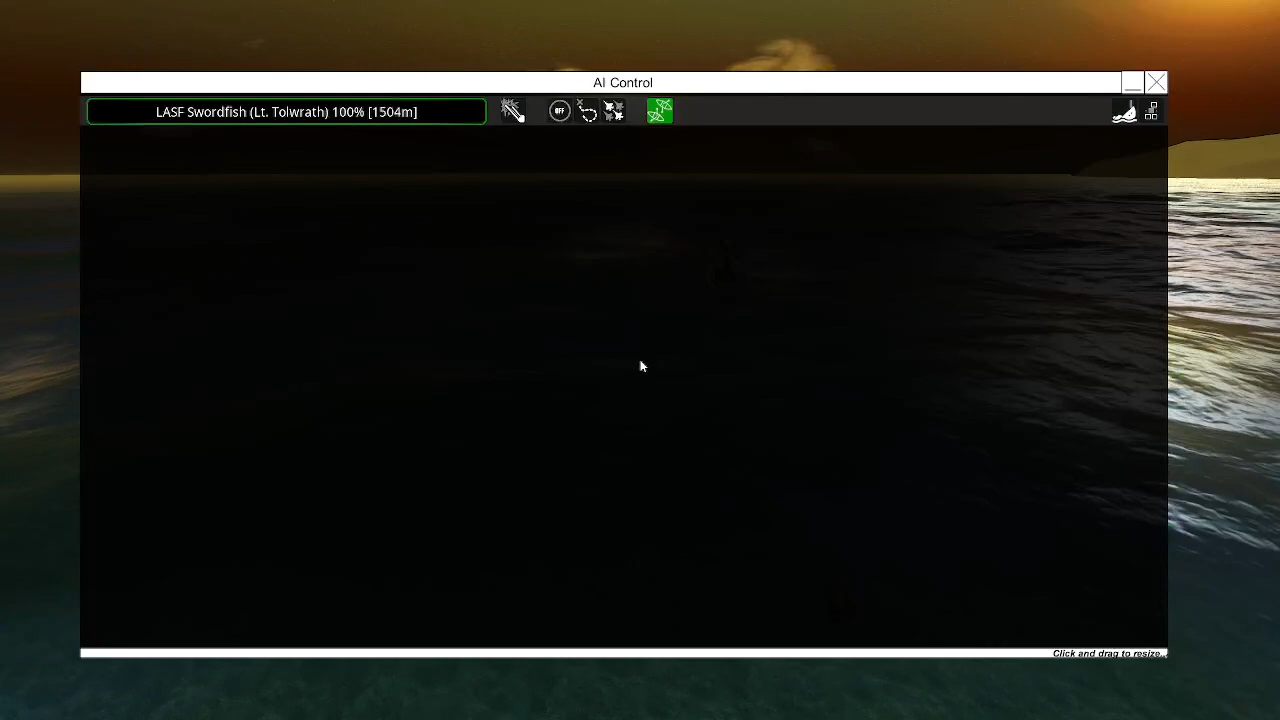 AI Control
LASF Swordfish (Lt. Tolwrath) 100% [1504m]
OFF
Click and drag to resize..